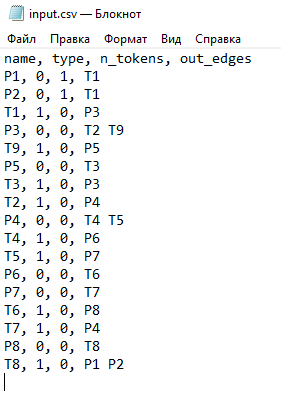 input.csv — Блокнот
Файл Правка Формат Вид Справка
name, type, n_tokens, out_edges
P1, 0, 1, T1
P2, 0, 1, T1
T1, 1, 0, P3
P3, 0, 0, T2 T9
T9, 1, 0, P5
P5, 0, 0, T3
T3, 1, 0, P3
T2, 1, 0, P4
P4, 0, 0, T4 T5
T4, 1, 0, P6
T5, 1, 0, P7
P6, 0, 0, T6
P7, 0, 0, T7
T6, 1, 0, P8
T7, 1, 0, P4
P8, 0, 0, T8
T8, 1, 0, P1 P2